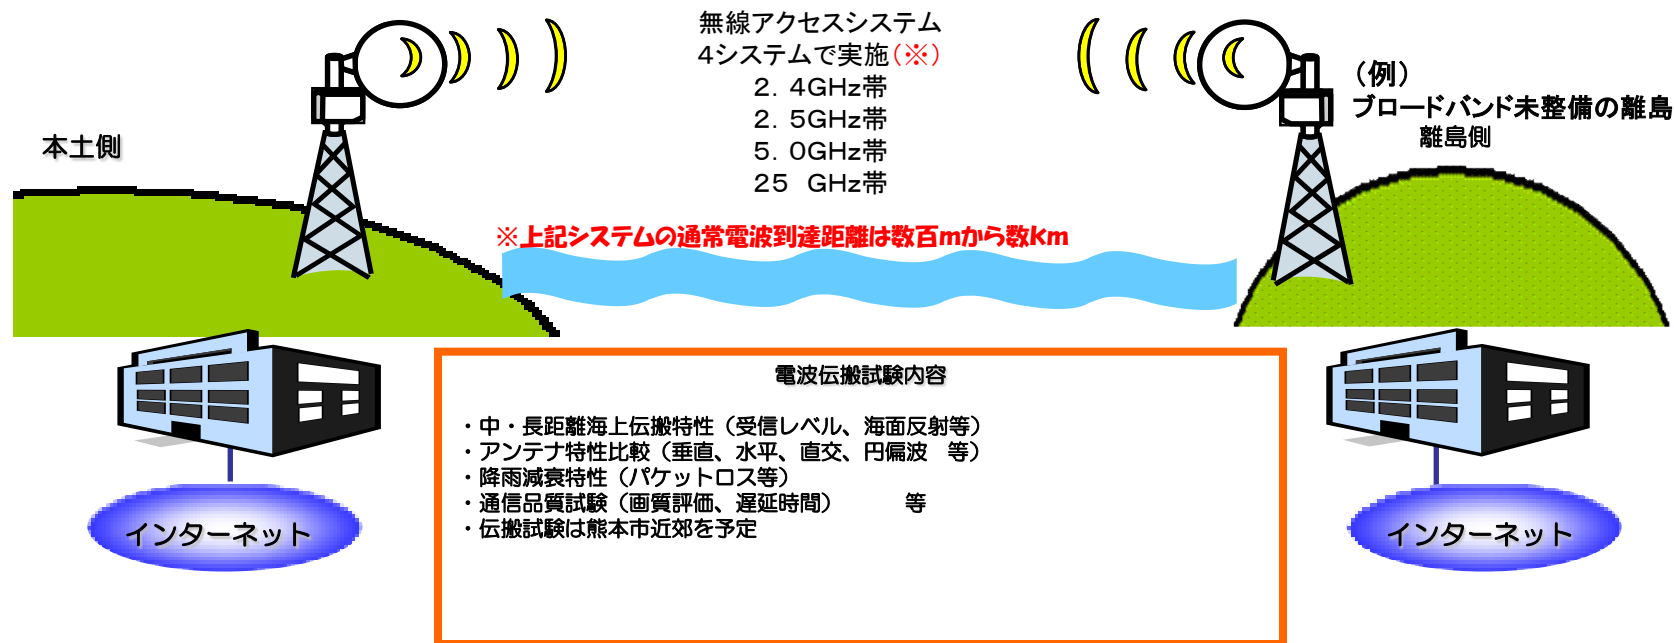 無線アクセスシステム
4システムで実施(※)
2．4GHz帯
2．5GHz帯
5．0GHz帯
25　GHz帯
（例）
ブロードバンド未整備の離島
離島側
本土側
※上記システムの通常電波到達距離は数百mから数Km
電波伝搬試験内容
・中・長距離海上伝搬特性（受信レベル、海面反射等）
・アンテナ特性比較（垂直、水平、直交、円偏波　等）
・降雨減衰特性（パケットロス等）
・通信品質試験（画質評価、遅延時間）　　　等
・伝搬試験は熊本市近郊を予定
インターネット
インターネット